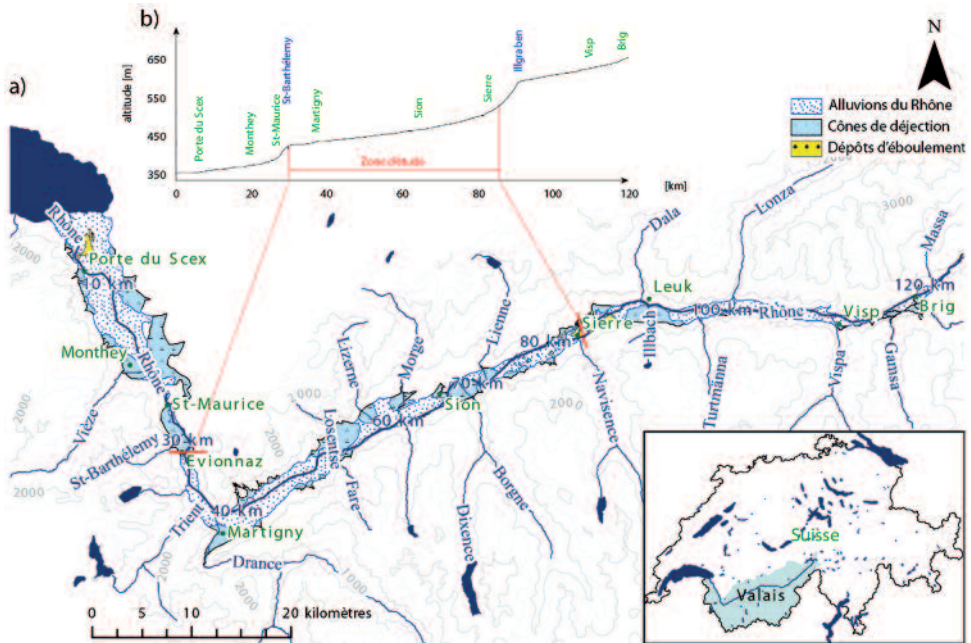 b)
N
a)
altitude [m]
650
550
450
350
Porte du Scex
Monthey
St-Maurice
St-Barthélemy
Martigny
Sion
Sierre
Illgraben
Visp
Brig
Zone d'étude
0
20
40
60
80
100
120
[km]
Alluvions du Rhône
Cônes de déjection
Dépôts d'éboulement
Rhône
2000
Porte du Scex
10 km
Monthey
Rhône
Vièze
2000
St-Maurice
30 km
St-Barthélemy
Evionnaz
2000
Trient
40 km
Martigny
Drance
1000
2000
1000
Lizerne
Losentse
Fare
Morge
Lienne
60 km
Sion
70 km
80 km
Sierre
Dixence
Borgne
2000
Navisence
Dala
Leuk
Illbach
Lonza
3000
100 km
Rhône
Turtmänna
Visp
Vispa
Gamsa
120 km
Brig
Massa
0 5 10 20 kilomètres
Suisse
Valais